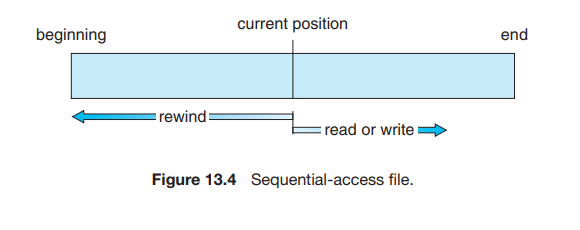 current position
beginning
end
rewind
read or write
Figure 13.4 Sequential-access file.